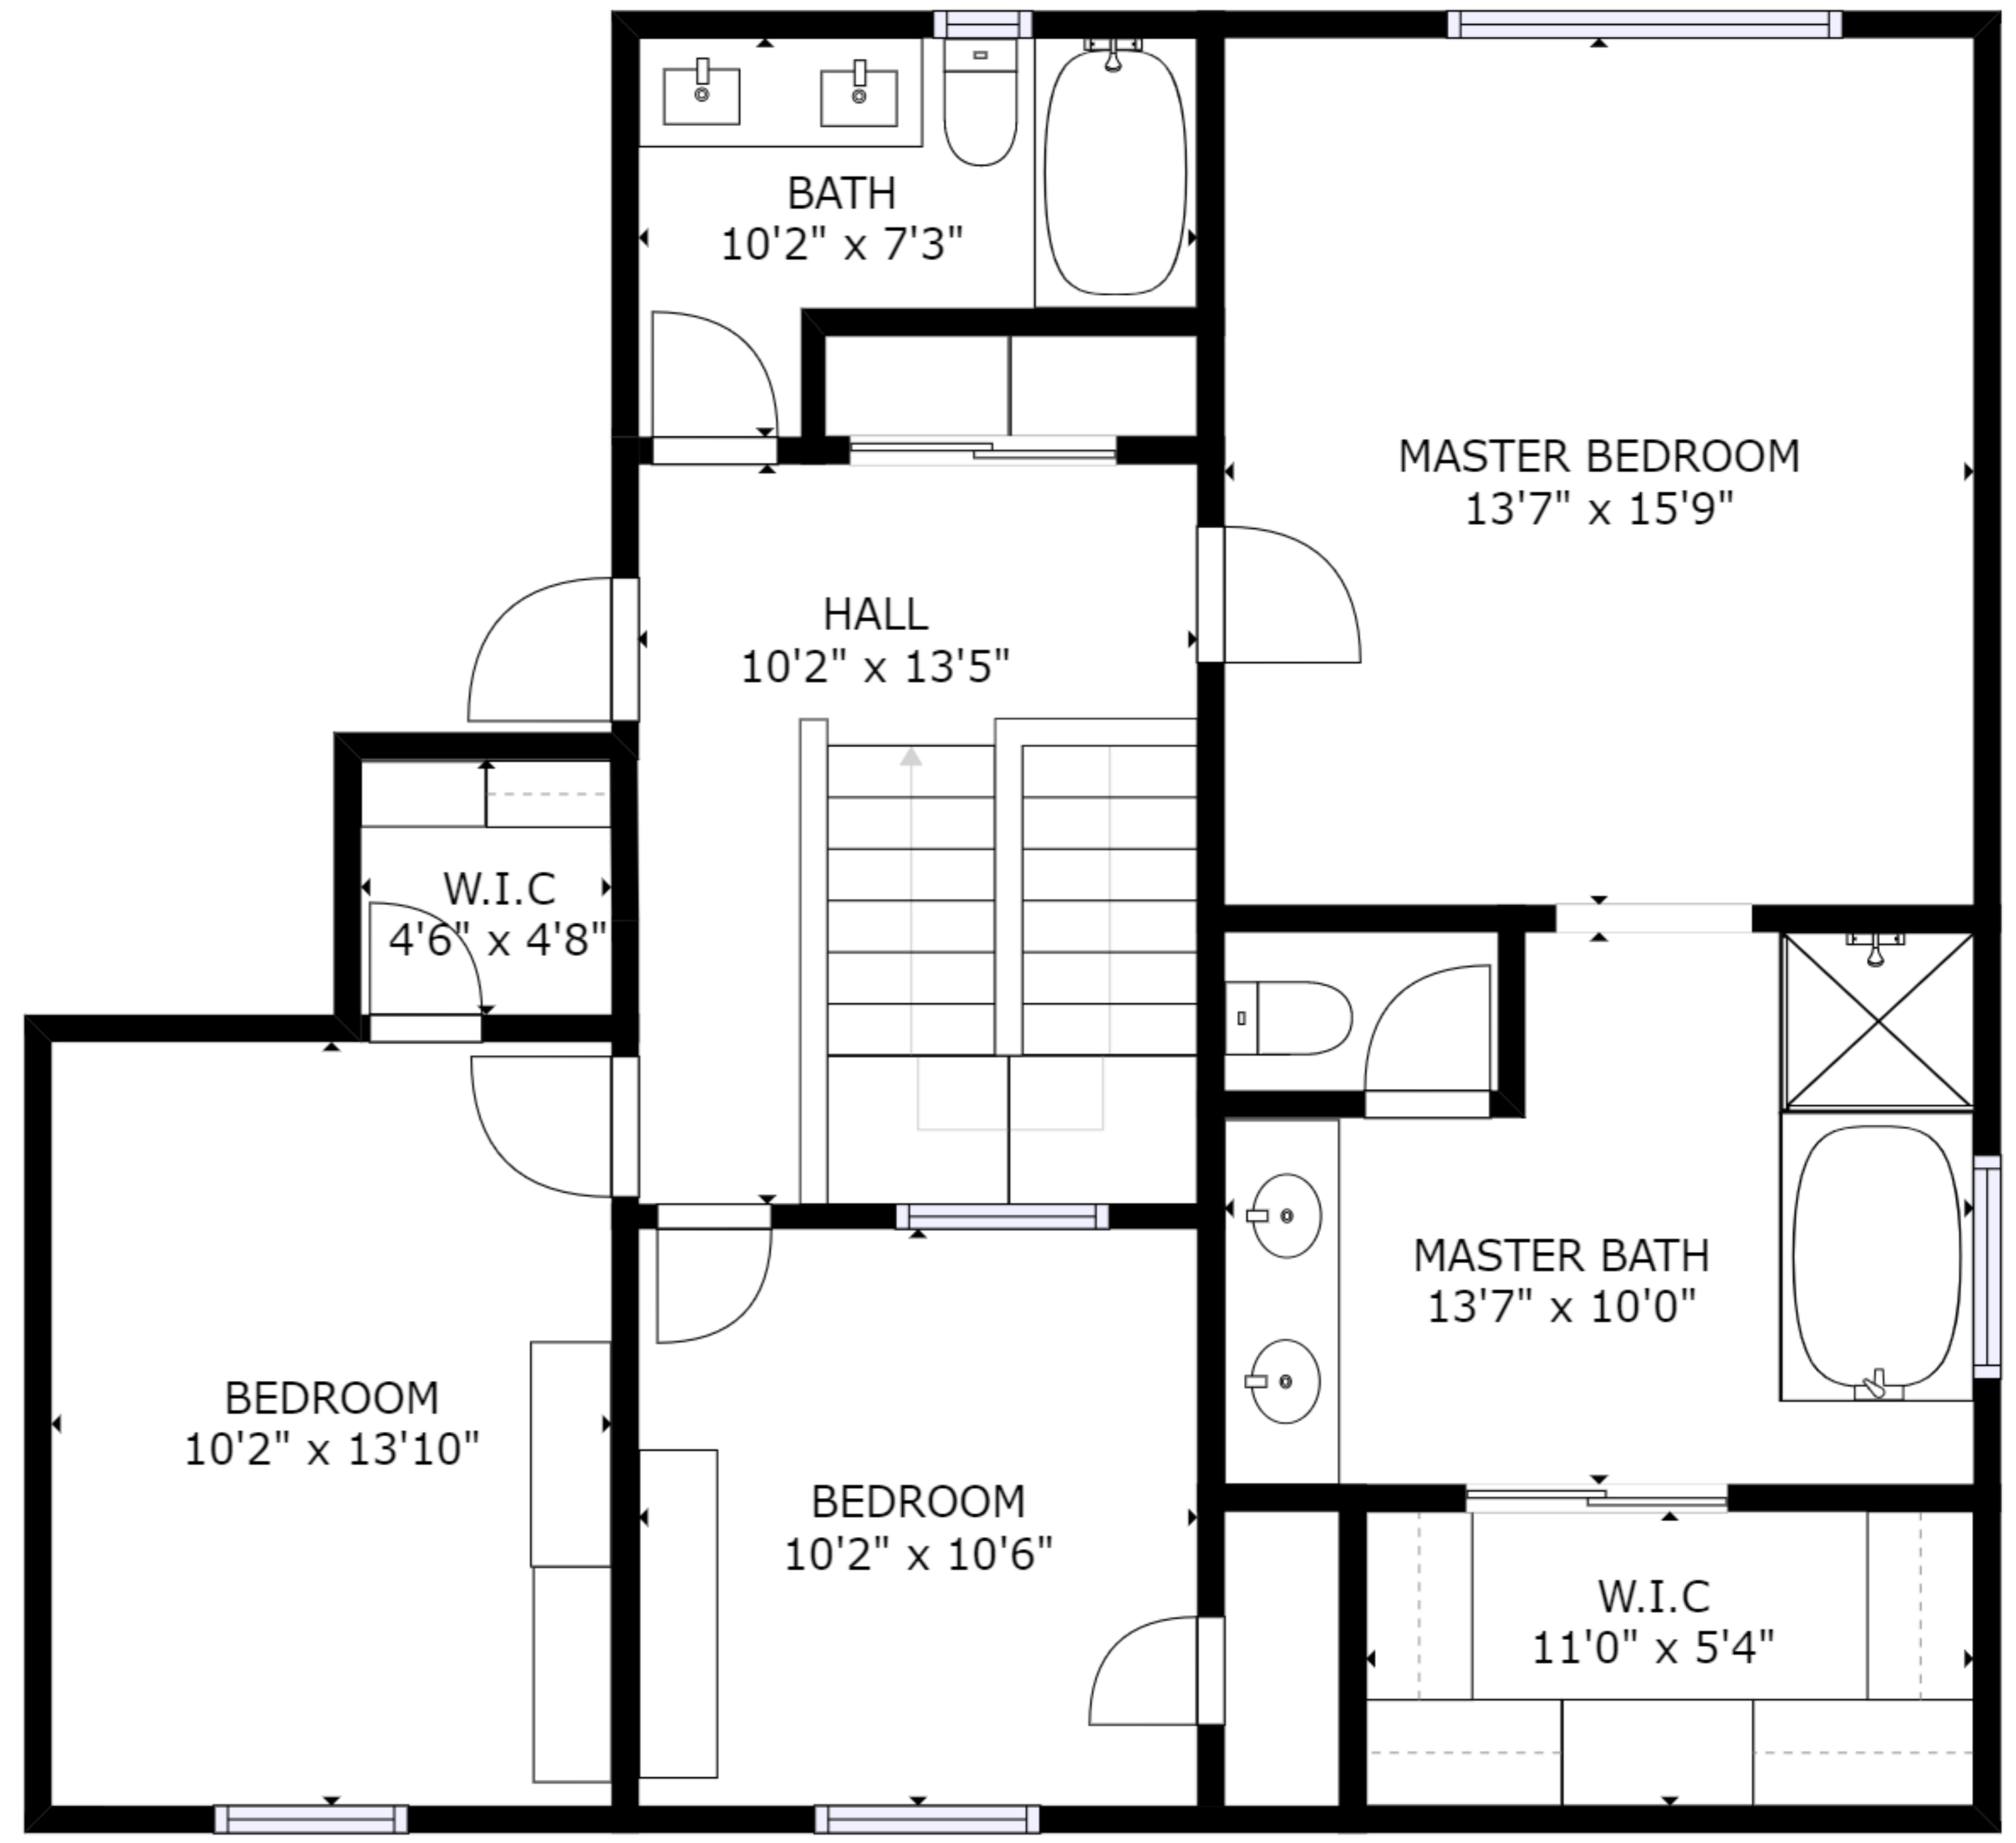 BATH
10'2" x 7'3"
MASTER BEDROOM
13'7" x 15'9"
HALL
10'2" x 13'5"
W.I.C
4'6" x 4'8"
MASTER BATH
13'7" x 10'0"
BEDROOM
10'2" x 13'10"
BEDROOM
10'2" x 10'6"
W.I.C
11'0" x 5'4"